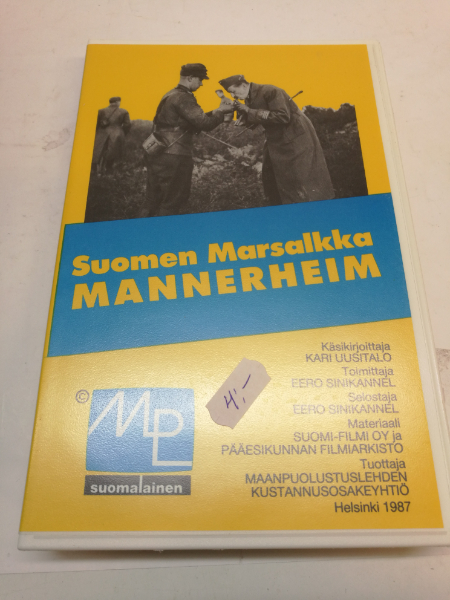 Suomen Marsalkka
MANNERHEIM
Käsikirjoittaja
KARI UUSITALO
Toimittaja
EERO SINIKANNEL
Selostaja
EERO SINIKANNEL
Materiaali
SUOMI-FILMI OY ja
PÄÄESIKUNNAN FILMIARKISTO
Tuottaja
MAANPUOLUSTUSLEHDEN
KUSTANNUSOSAKEYHTIÖ
Helsinki 1987
4,-
©
MPL
suomalainen